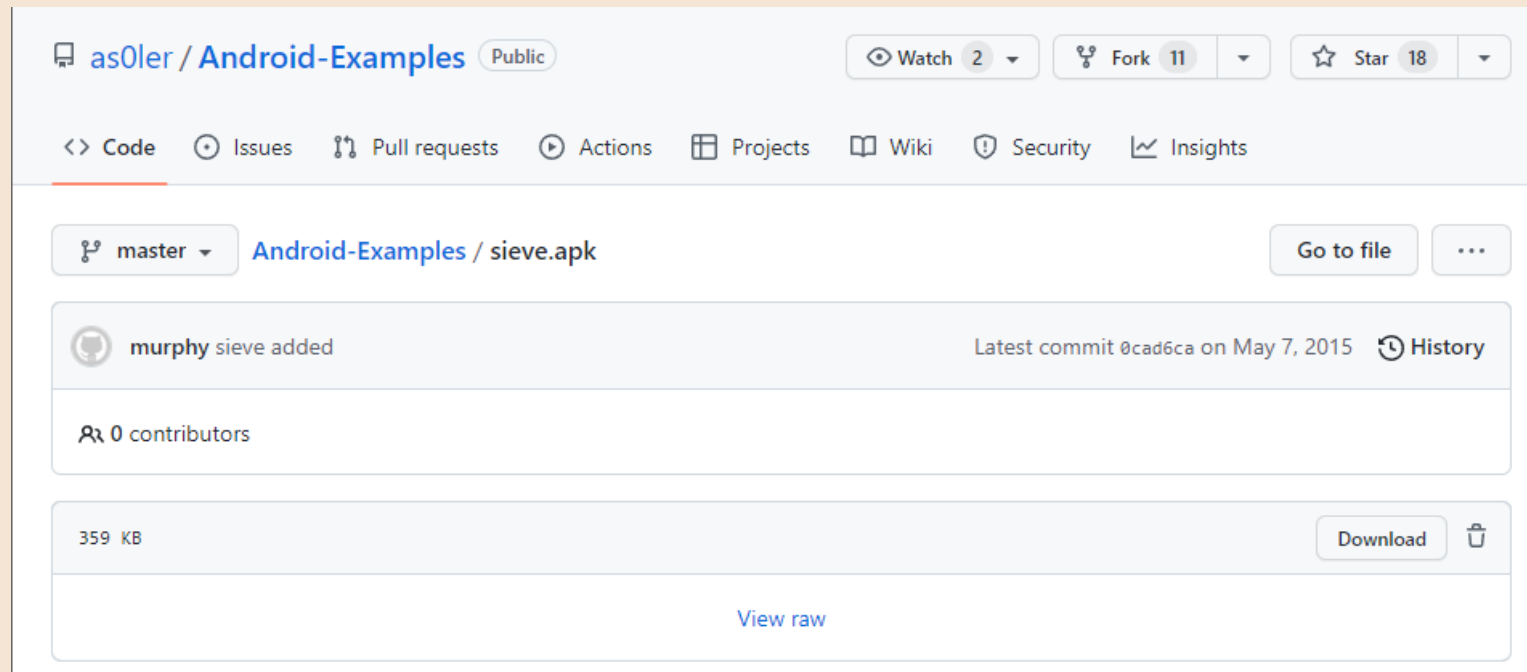 as0ler / Android-Examples Public Watch 2 Fork 11 Star 18
Code Issues Pull requests Actions Projects Wiki Security Insights
master Android-Examples / sieve.apk Go to file ...
murphy sieve added Latest commit 0cad6ca on May 7, 2015 History
0 contributors
359 KB Download
View raw